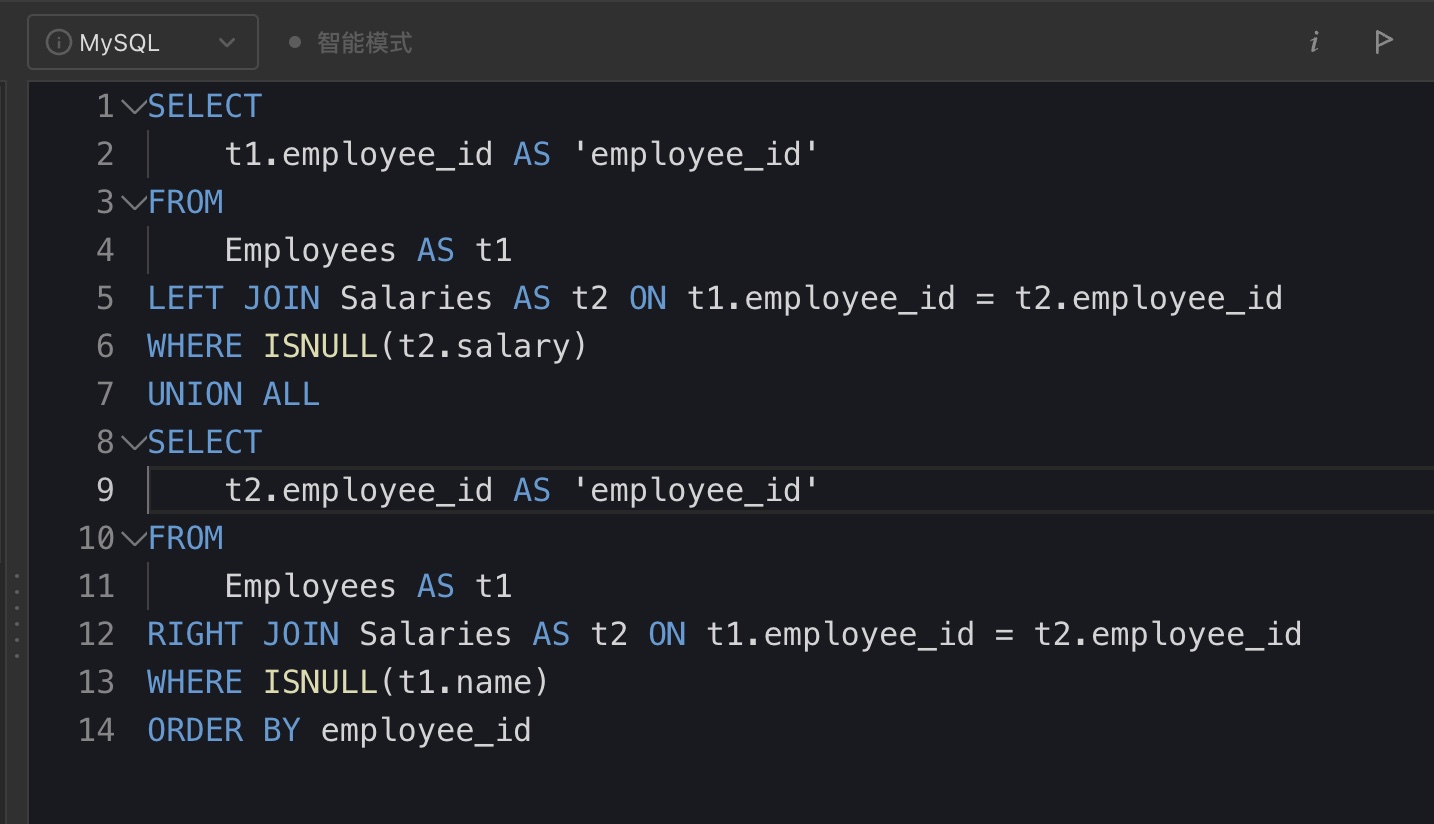 MySQL 智能模式
1 SELECT
2     t1.employee_id AS 'employee_id'
3 FROM
4     Employees AS t1
5 LEFT JOIN Salaries AS t2 ON t1.employee_id = t2.employee_id
6 WHERE ISNULL(t2.salary)
7 UNION ALL
8 SELECT
9     t2.employee_id AS 'employee_id'
10 FROM
11     Employees AS t1
12 RIGHT JOIN Salaries AS t2 ON t1.employee_id = t2.employee_id
13 WHERE ISNULL(t1.name)
14 ORDER BY employee_id